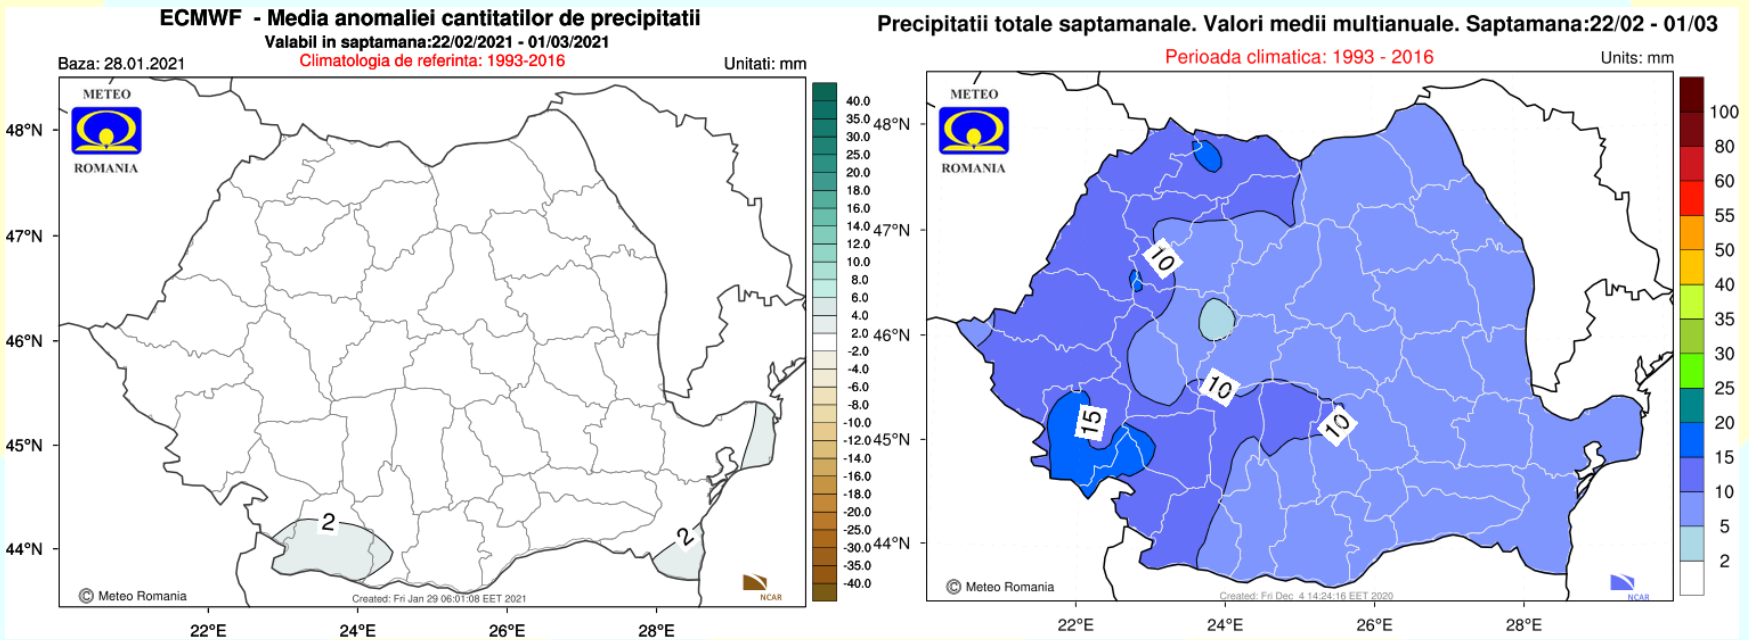 ECMWF - Media anomaliei cantitatilor de precipitatii
Valabil in saptamana:22/02/2021 - 01/03/2021
Climatologia de referinta: 1993-2016
Baza: 28.01.2021
Unitati: mm
METEO
ROMANIA
48°N
47°N
46°N
45°N
44°N
22°E
24°E
26°E
28°E
2
2
© Meteo Romania
Created: Fri Jan 29 06:01:08 EET 2021
NCAR
40.0
35.0
30.0
25.0
20.0
18.0
16.0
14.0
12.0
10.0
8.0
6.0
4.0
2.0
-2.0
-4.0
-6.0
-8.0
-10.0
-12.0
-14.0
-16.0
-18.0
-20.0
-25.0
-30.0
-35.0
-40.0
Precipitatii totale saptamanale. Valori medii multianuale. Saptamana:22/02 - 01/03
Perioada climatica: 1993 - 2016
Units: mm
METEO
ROMANIA
48°N
47°N
46°N
45°N
44°N
22°E
24°E
26°E
28°E
10
10
10
15
© Meteo Romania
Created: Fri Dec 4 14:24:16 EET 2020
NCAR
100
80
60
55
50
40
35
30
25
20
15
10
5
2